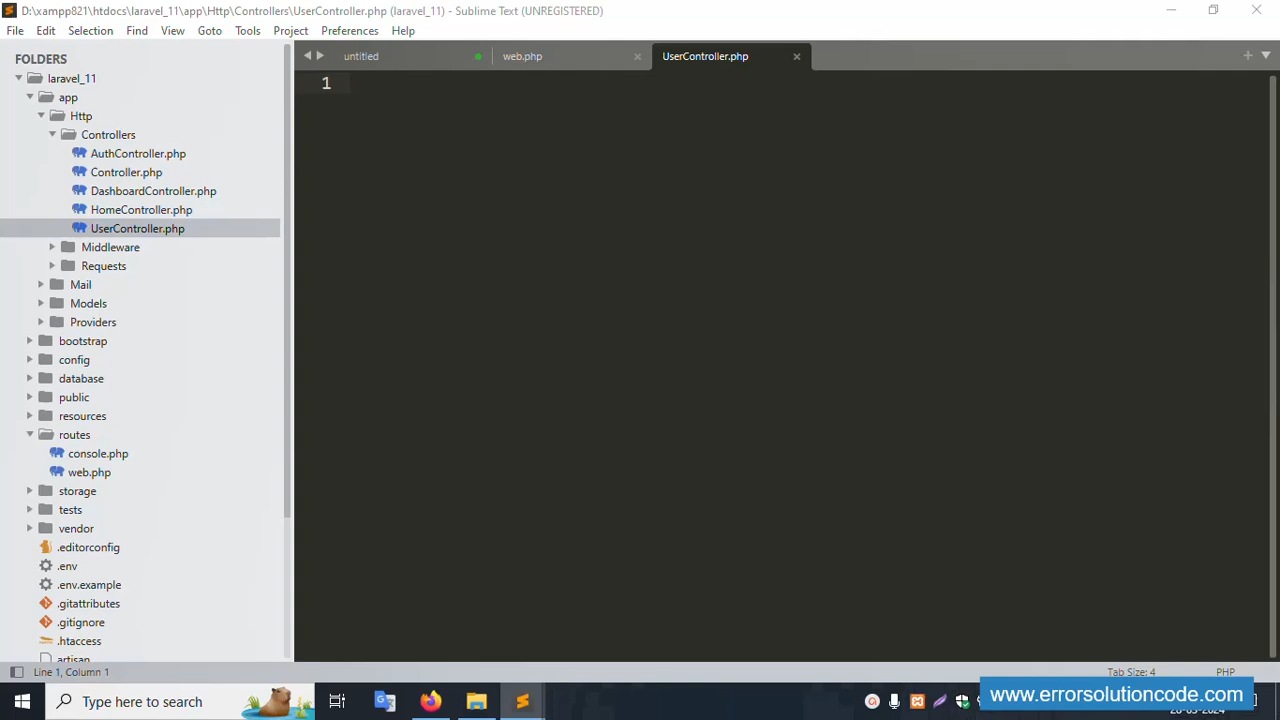 D:\xampp821\htdocs\laravel_11\app\Http\Controllers\UserController.php (laravel_11) - Sublime Text (UNREGISTERED)
File Edit Selection Find View Goto Tools Project Preferences Help
FOLDERS
laravel_11
app
Http
Controllers
AuthController.php
Controller.php
DashboardController.php
HomeController.php
UserController.php
Middleware
Requests
Mail
Models
Providers
bootstrap
config
database
public
resources
routes
console.php
web.php
storage
tests
vendor
.editorconfig
.env
.env.example
.gitattributes
.gitignore
.htaccess
artisan
untitled web.php UserController.php
1
Line 1, Column 1 Tab Size: 4 PHP
Type here to search
www.errorsolutioncode.com